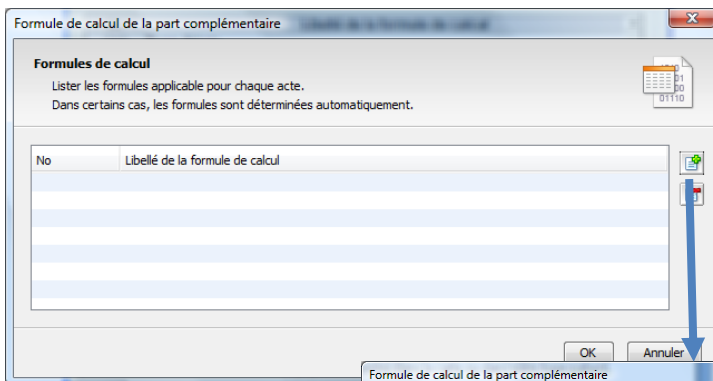 Formule de calcul de la part complémentaire
Formules de calcul
Lister les formules applicable pour chaque acte.
Dans certains cas, les formules sont déterminées automatiquement.
No Libellé de la formule de calcul
OK Annuler
Formule de calcul de la part complémentaire